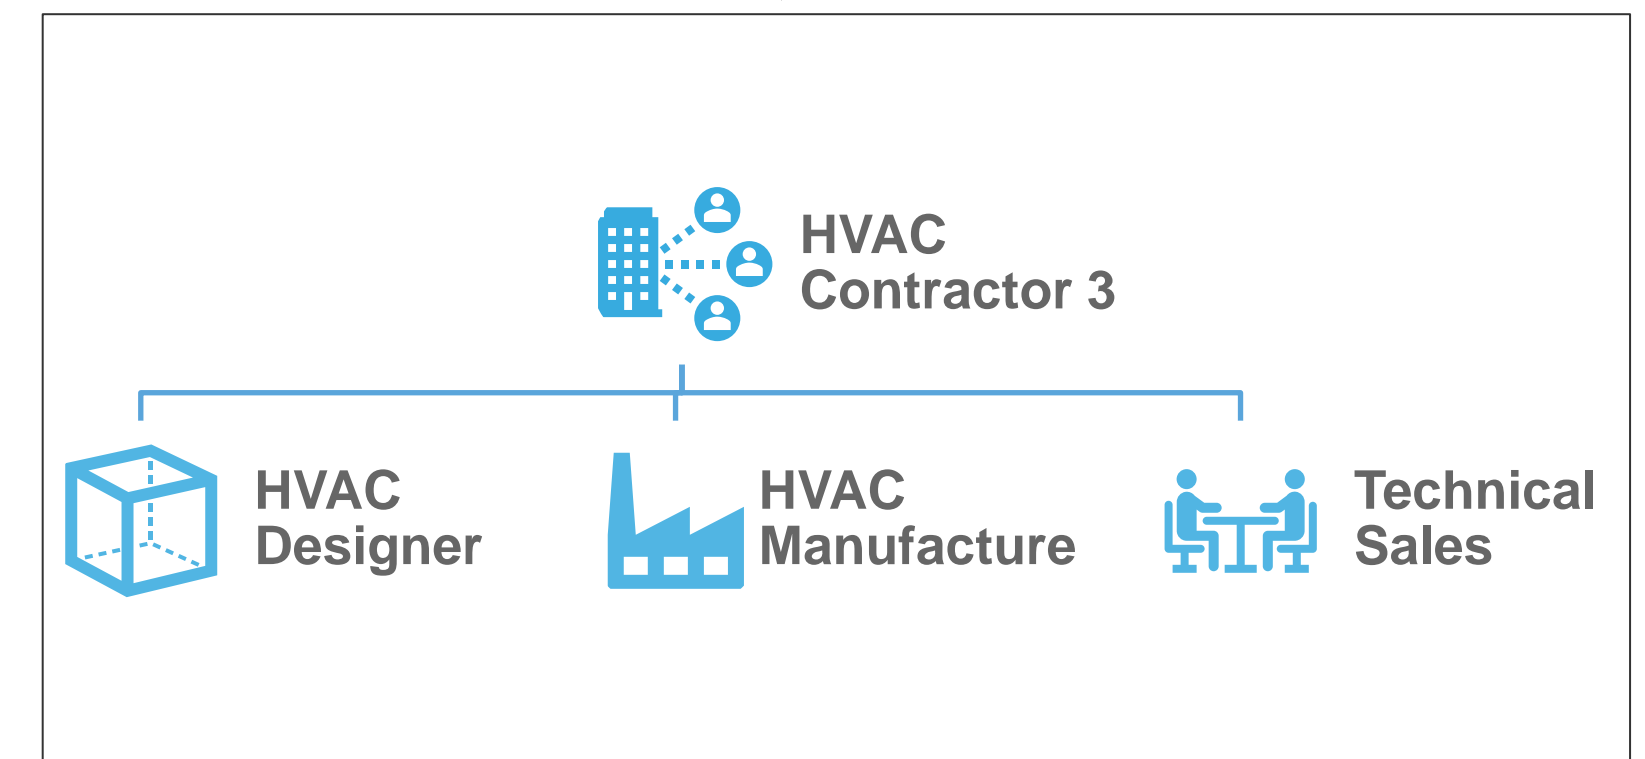 HVAC
Contractor 3
HVAC
Designer
HVAC
Manufacture
Technical
Sales